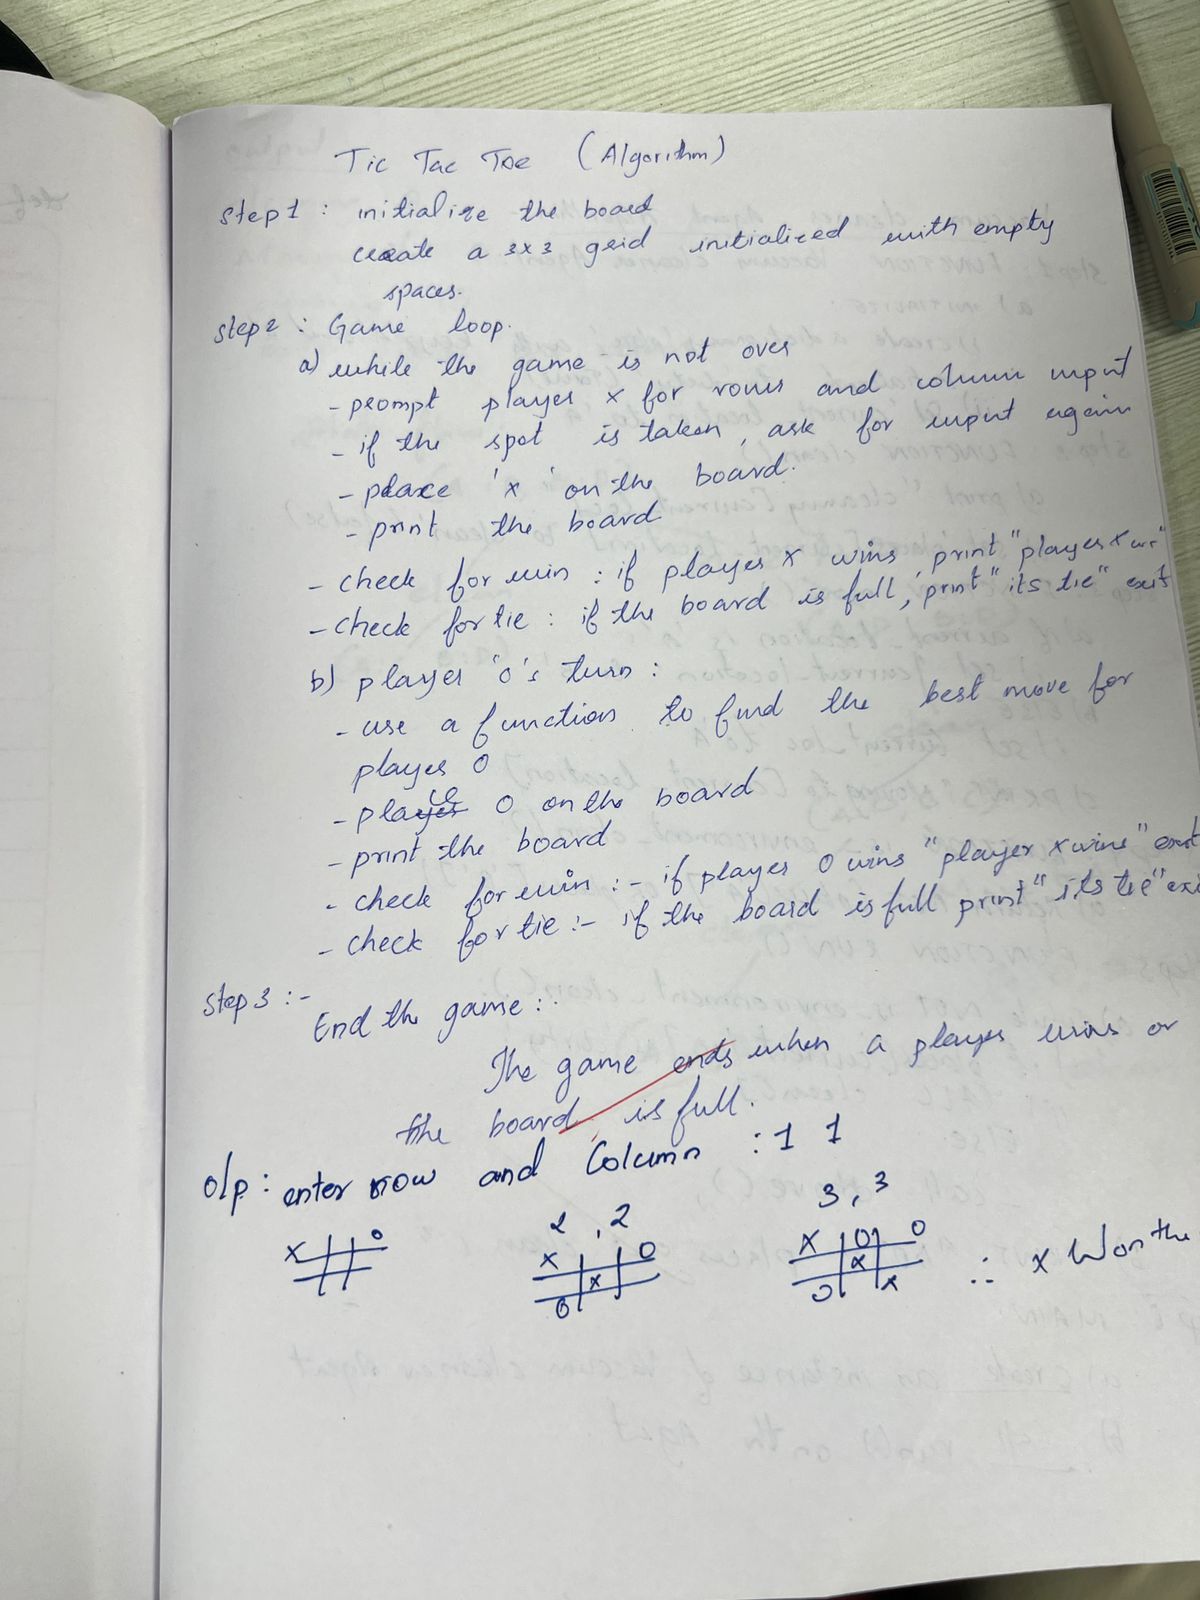 Tic Tac Toe (Algorithm)
Step 1 : initialize the board
create a 3x3 grid initialized with empty
spaces.
Step 2 : Game loop.
a) while the game is not over
- prompt player x for rows and column input
- if the spot is taken, ask for input again
- place 'x' on the board.
- print the board
- check for win : if player x wins, print "player x
- check for tie : if the board is full, print "its tie" exit
b) player "o's turn :
- use a function to find the best move for
player O
- place O on the board
- print the board
- check for win :- if player O wins "player x wins" exit
- check for tie :- if the board is full print "its tie" exi
Step 3 :-
End the game :
The game ends when a player wins or
the board is full.
o/p : enter row and Column : 1 1
2 , 2
3 , 3
X O
X O
X
O
X O O
X
O X
∴ X Won the